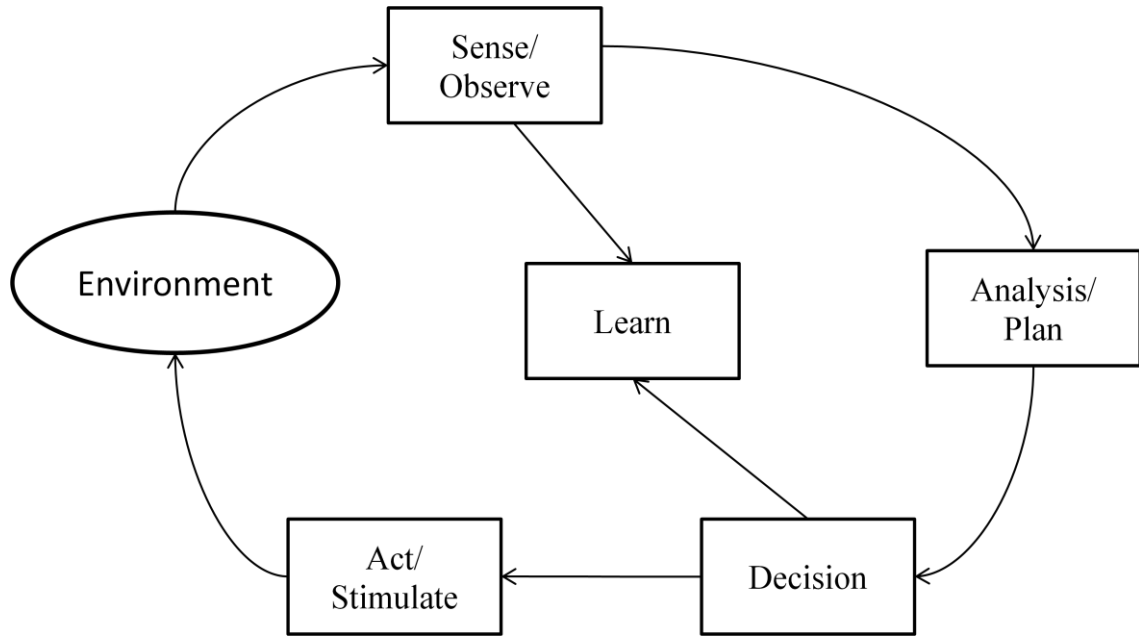 Sense/
Observe
Environment
Learn
Analysis/
Plan
Act/
Stimulate
Decision